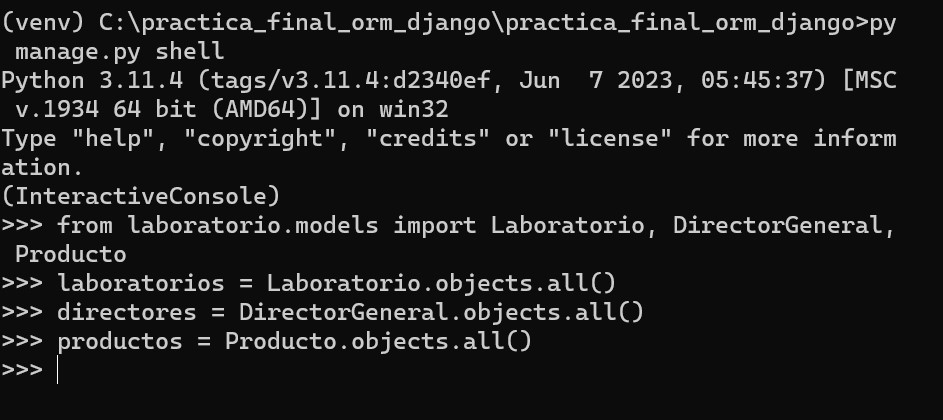 (venv) C:\practica_final_orm_django\practica_final_orm_django>py
 manage.py shell
Python 3.11.4 (tags/v3.11.4:d2340ef, Jun  7 2023, 05:45:37) [MSC
 v.1934 64 bit (AMD64)] on win32
Type "help", "copyright", "credits" or "license" for more inform
ation.
(InteractiveConsole)
>>> from laboratorio.models import Laboratorio, DirectorGeneral,
 Producto
>>> laboratorios = Laboratorio.objects.all()
>>> directores = DirectorGeneral.objects.all()
>>> productos = Producto.objects.all()
>>>